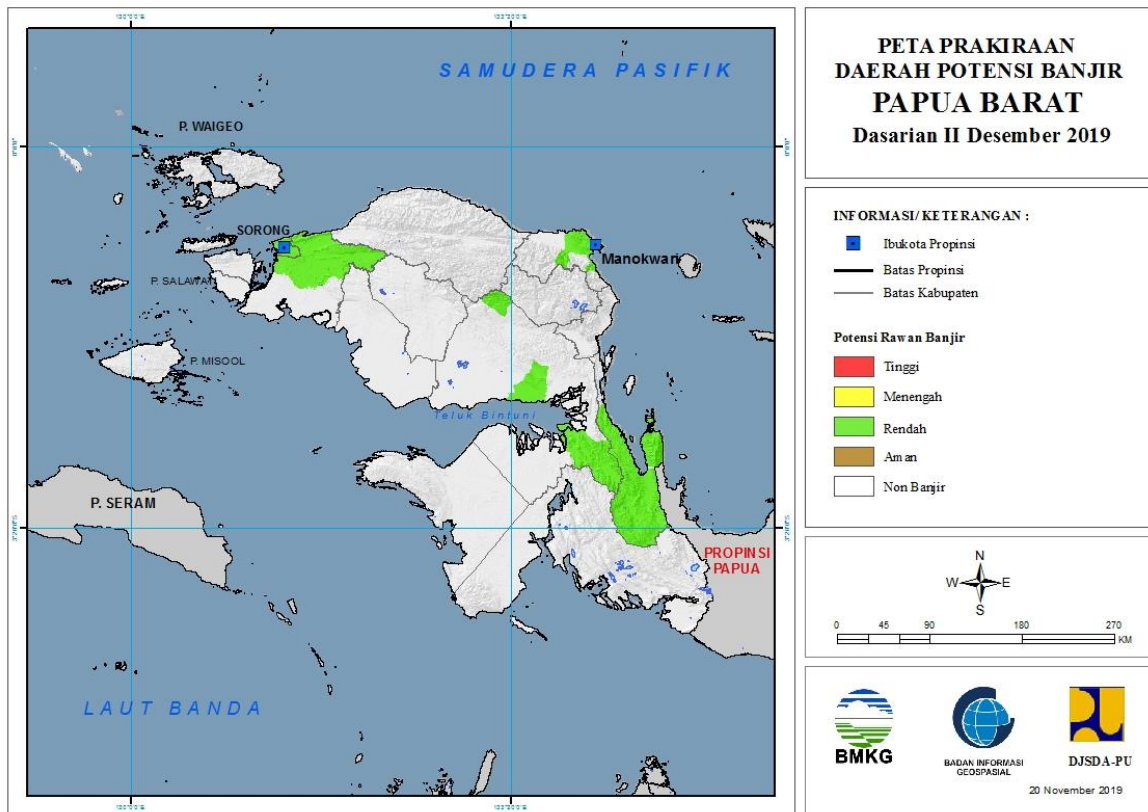 PETA PRAKIRAAN
DAERAH POTENSI BANJIR
PAPUA BARAT
Dasarian II Desember 2019
SAMUDERA PASIFIK
P. WAIGEO
SORONG
Manokwari
P. SALAWATI
P. MISOOL
Teluk Bintuni
P. SERAM
PROPINSI
PAPUA
LAUT BANDA
INFORMASI/ KETERANGAN :
Ibukota Propinsi
Batas Propinsi
Batas Kabupaten
Potensi Rawan Banjir
Tinggi
Menengah
Rendah
Aman
Non Banjir
N
W E
S
0 45 90 180 270
KM
BMKG
BADAN INFORMASI
GEOSPASIAL
DJSDA-PU
20 November 2019